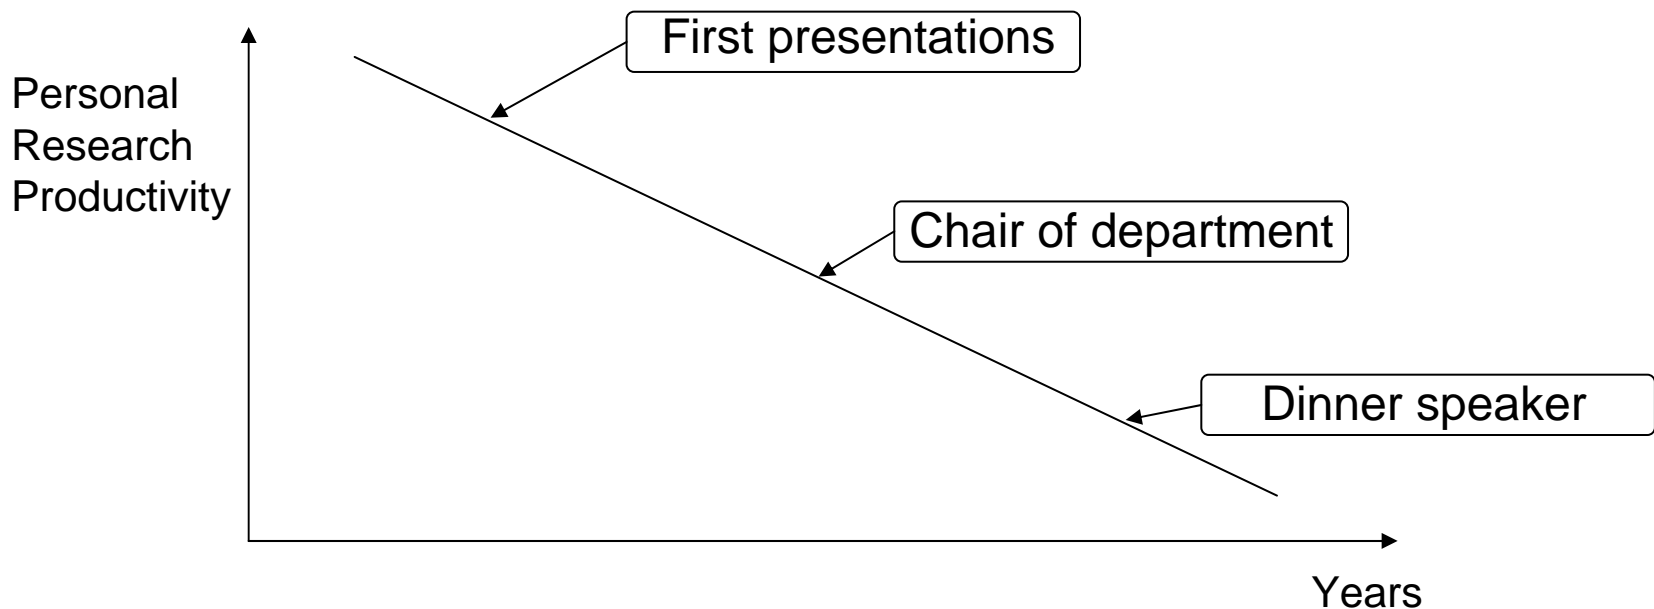 First presentations
Personal
Research
Productivity
Chair of department
Dinner speaker
Years